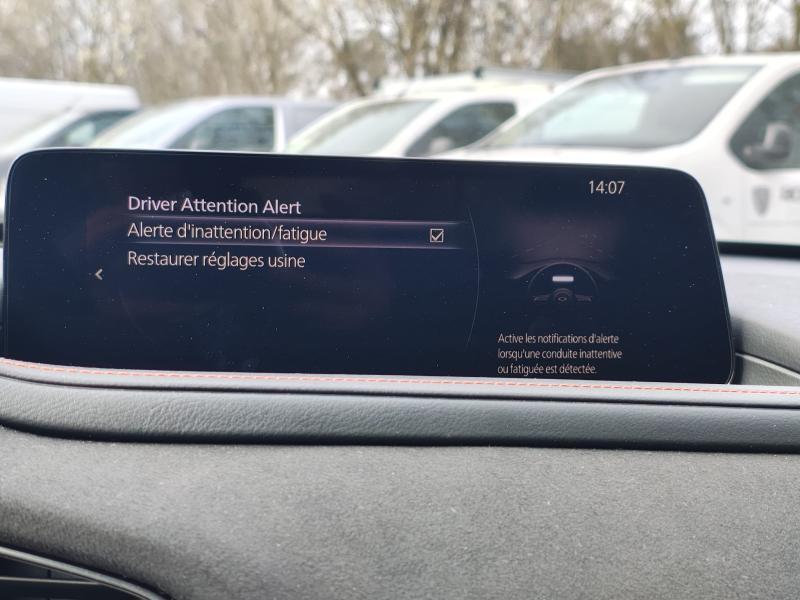 14:07
Driver Attention Alert
Alerte d'inattention/fatigue
Restaurer réglages usine
Active les notifications d'alerte
lorsqu'une conduite inattentive
ou fatiguée est détectée.